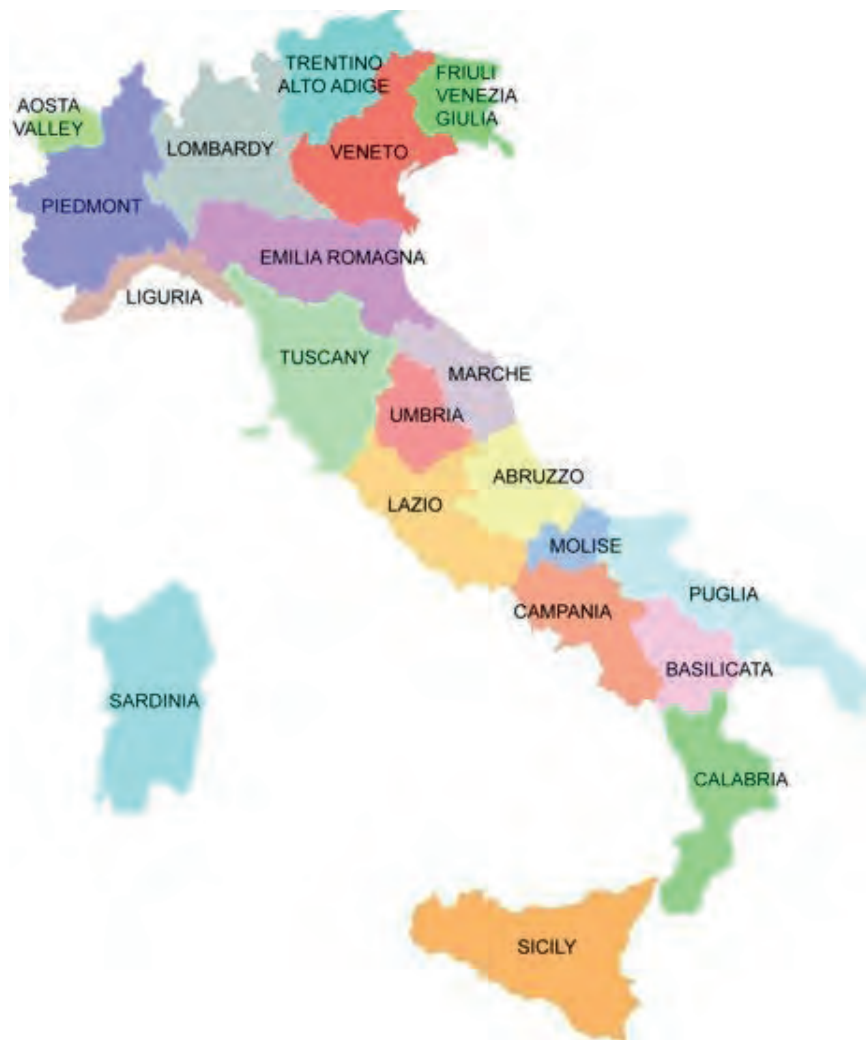 TRENTINO
ALTO ADIGE
FRIULI
VENEZIA
GIULIA
AOSTA
VALLEY
LOMBARDY
VENETO
PIEDMONT
EMILIA ROMAGNA
LIGURIA
TUSCANY
MARCHE
UMBRIA
ABRUZZO
LAZIO
MOLISE
PUGLIA
CAMPANIA
BASILICATA
SARDINIA
CALABRIA
SICILY